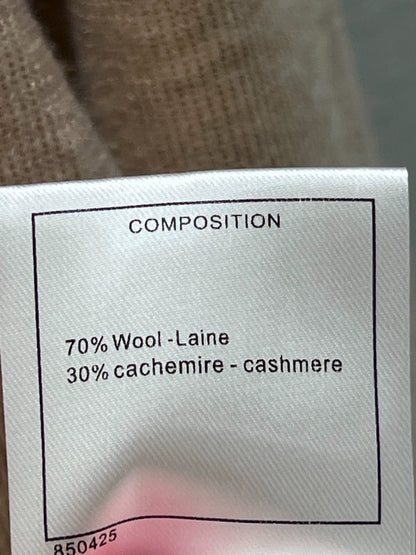 COMPOSITION
70% Wool -Laine
30% cachemire - cashmere
850425